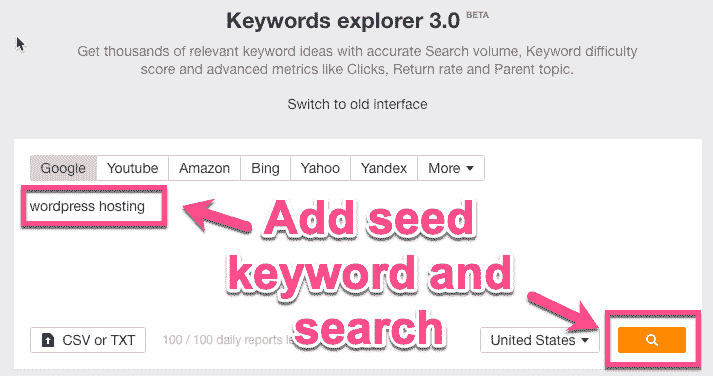 Keywords explorer 3.0 BETA
Get thousands of relevant keyword ideas with accurate Search volume, Keyword difficulty
score and advanced metrics like Clicks, Return rate and Parent topic.
Switch to old interface
Google Youtube Amazon Bing Yahoo Yandex More
wordpress hosting
Add seed
keyword and
search
CSV or TXT 100 / 100 daily reports United States